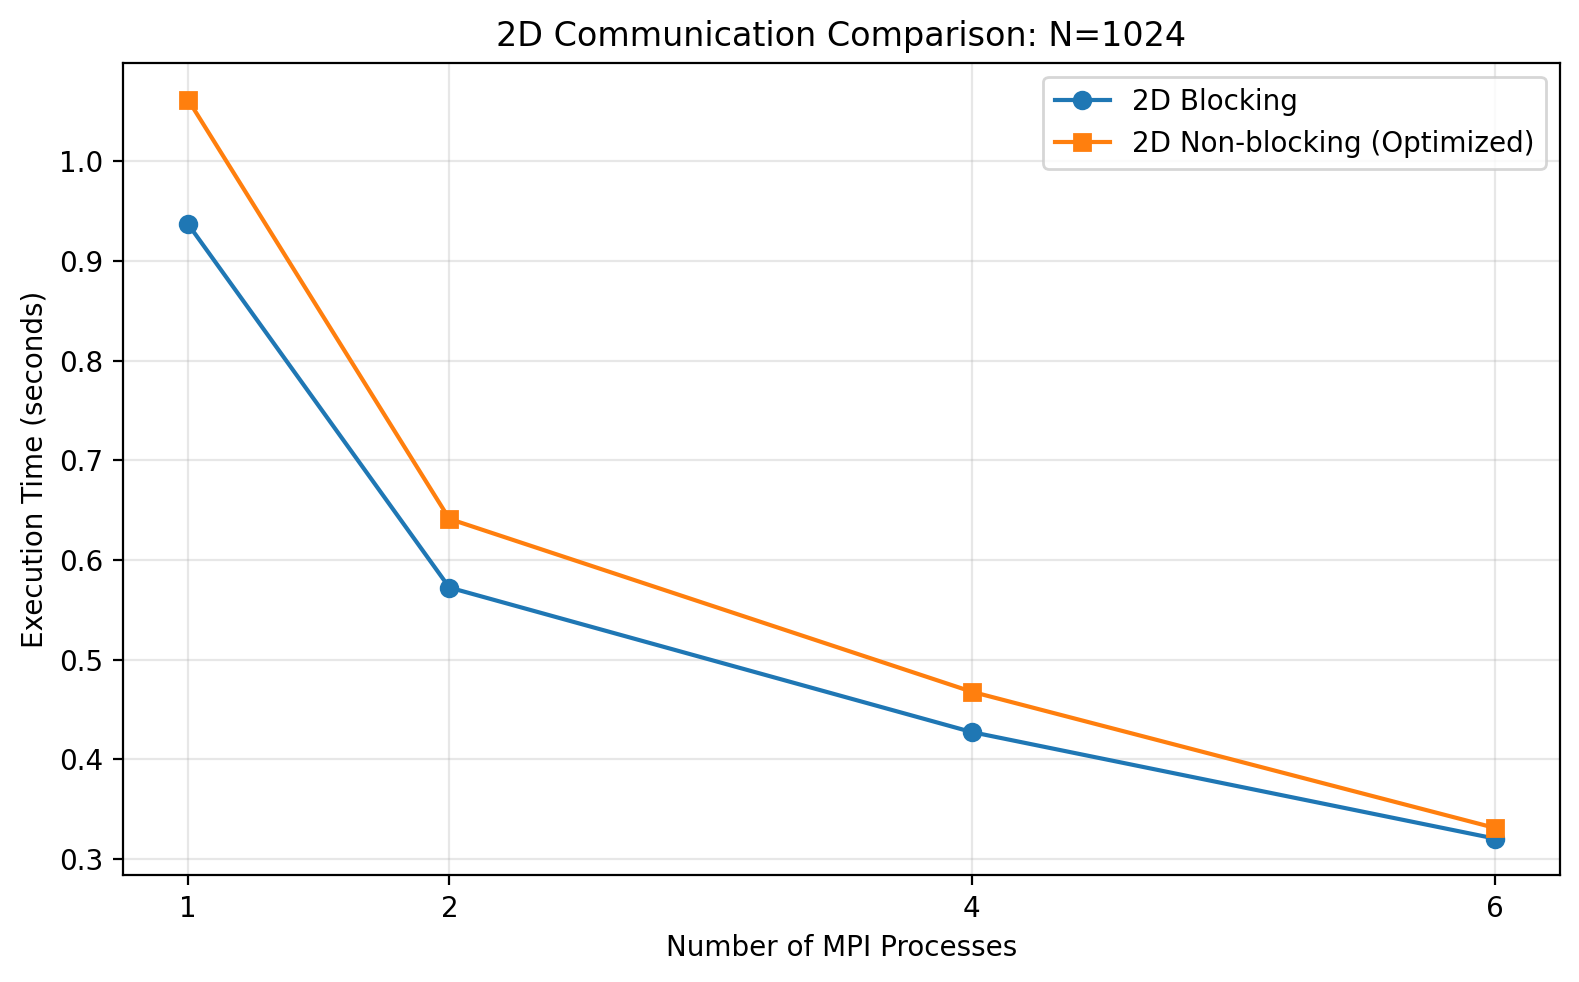 2D Communication Comparison: N=1024
2D Blocking
2D Non-blocking (Optimized)
Execution Time (seconds)
1.0
0.9
0.8
0.7
0.6
0.5
0.4
0.3
1 2 4 6
Number of MPI Processes